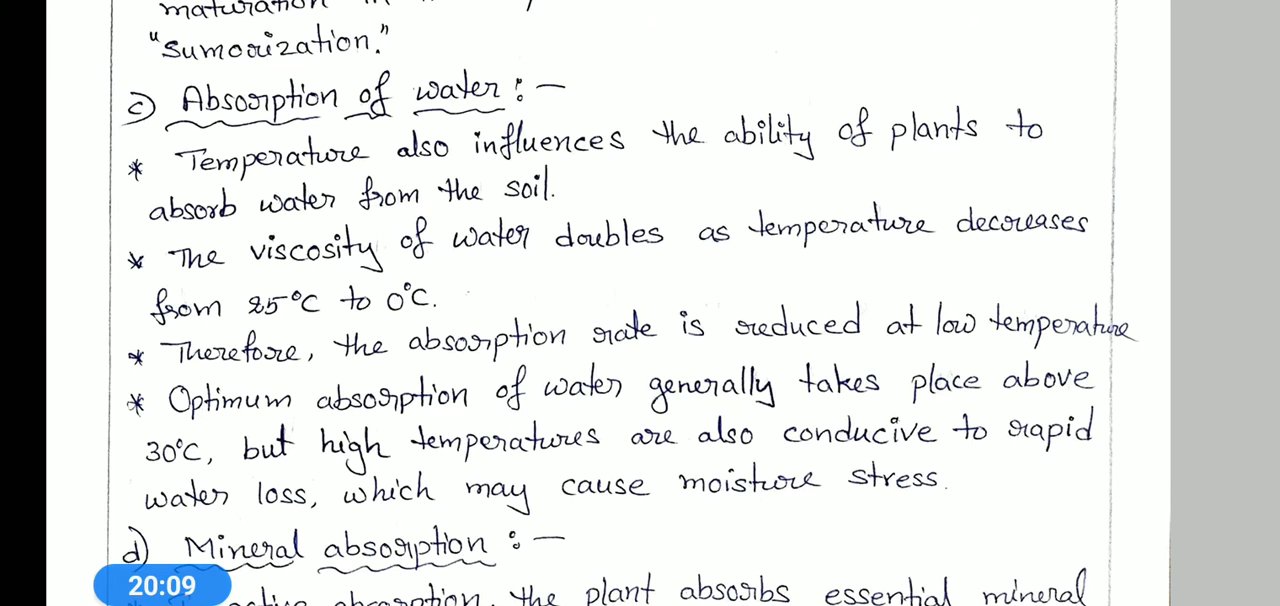 maturation in
"Sumorization."
c) Absorption of water :-
* Temperature also influences the ability of plants to
absorb water from the soil.
* The viscosity of water doubles as temperature decreases
from 25°C to 0°C.
* Therefore, the absorption rate is reduced at low temperature
* Optimum absorption of water generally takes place above
30°C, but high temperatures are also conducive to rapid
water loss, which may cause moisture stress.
d) Mineral absorption :-
absorption, the plant absorbs essential mineral
20:09